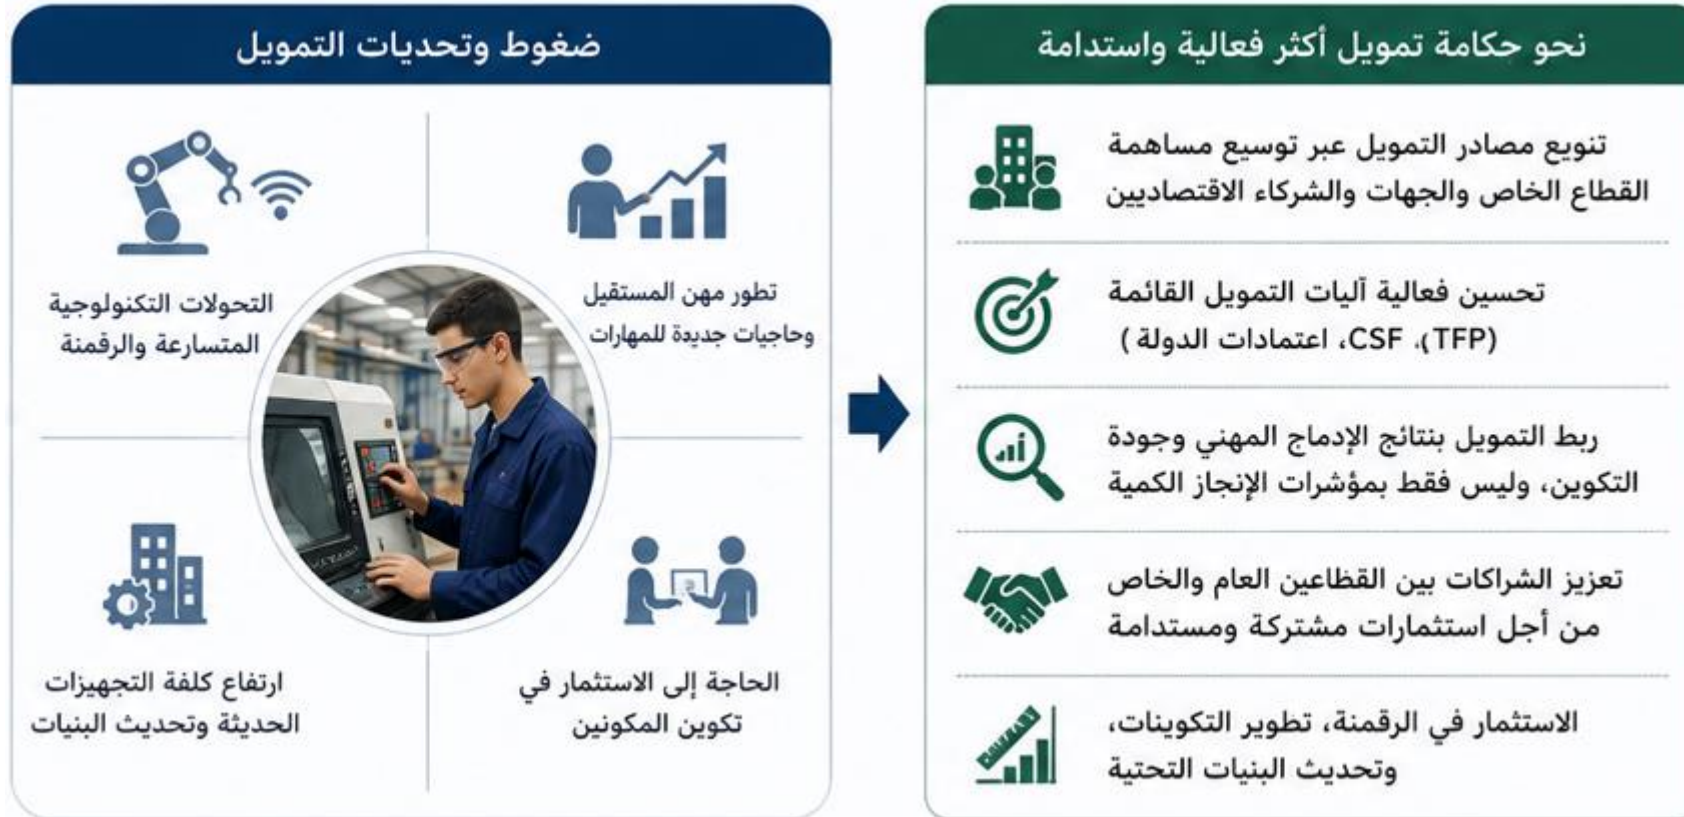 ضغوط وتحديات التمويل
تطور مهن المستقيل
وحاجيات جديدة للمهارات
التحولات التكنولوجية
المتسارعة والرقمنة
الحاجة إلى الاستثمار في
تكوين المكونين
ارتفاع كلفة التجهيزات
الحديثة وتحديث البنيات
نحو حكامة تمويل أكثر فعالية واستدامة
تنويع مصادر التمويل عبر توسيع مساهمة
القطاع الخاص والجهات والشركاء الاقتصاديين
تحسين فعالية آليات التمويل القائمة
(TFP)، CSF، اعتمادات الدولة )
ربط التمويل بنتائج الإدماج المهني وجودة
التكوين، وليس فقط بمؤشرات الإنجاز الكمية
تعزيز الشراكات بين القظاعين العام والخاص
من أجل استثمارات مشتركة ومستدامة
الاستثمار في الرقمنة، تطوير التكوينات،
وتحديث البنيات التحتية